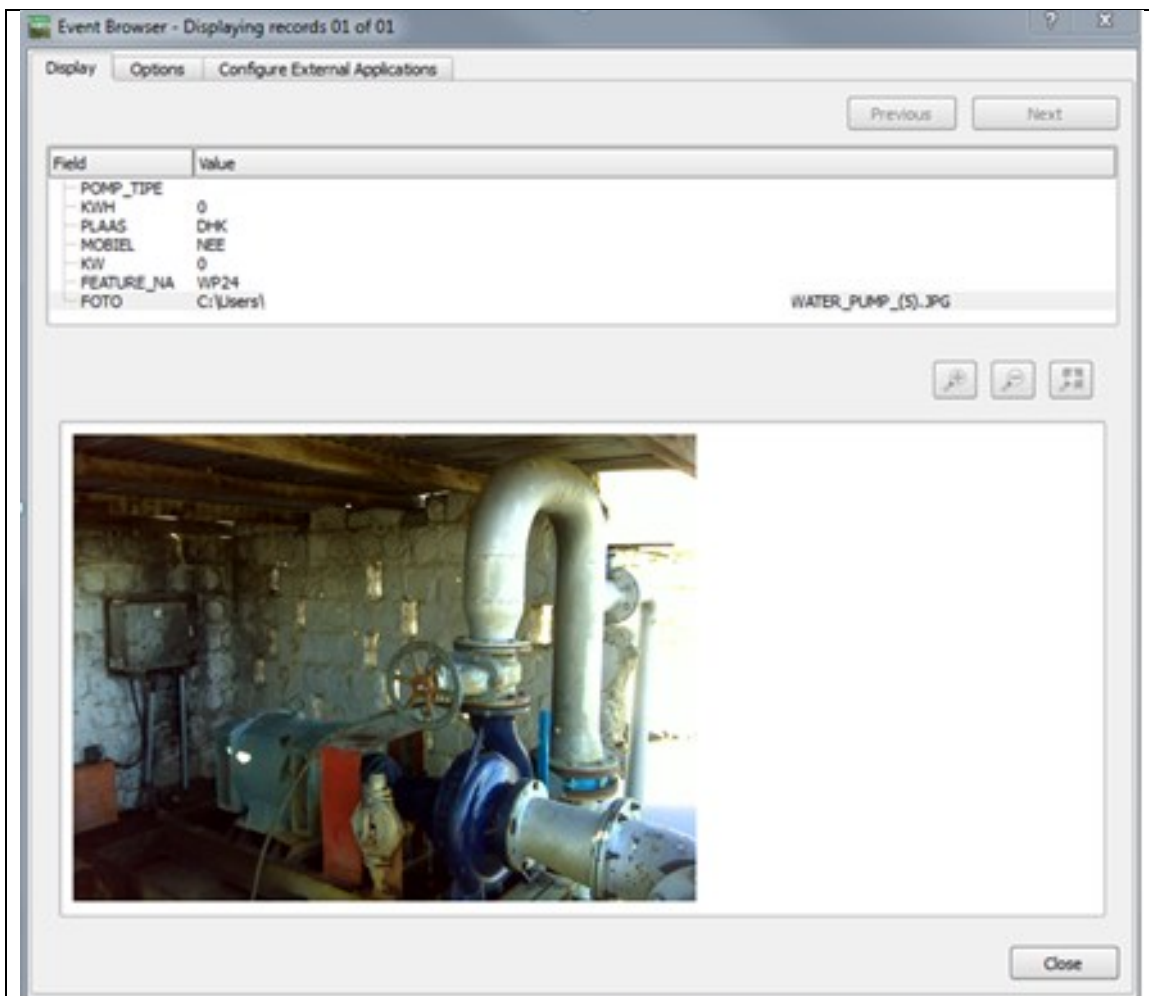 Event Browser - Displaying records 01 of 01
Display Options Configure External Applications
Previous Next
Field Value
POMP_TIPE
KWH 0
PLAAS DHK
MOBIEL NEE
KW 0
FEATURE_NA WP24
FOTO C:\Users\ WATER_PUMP_(5).JPG
Close